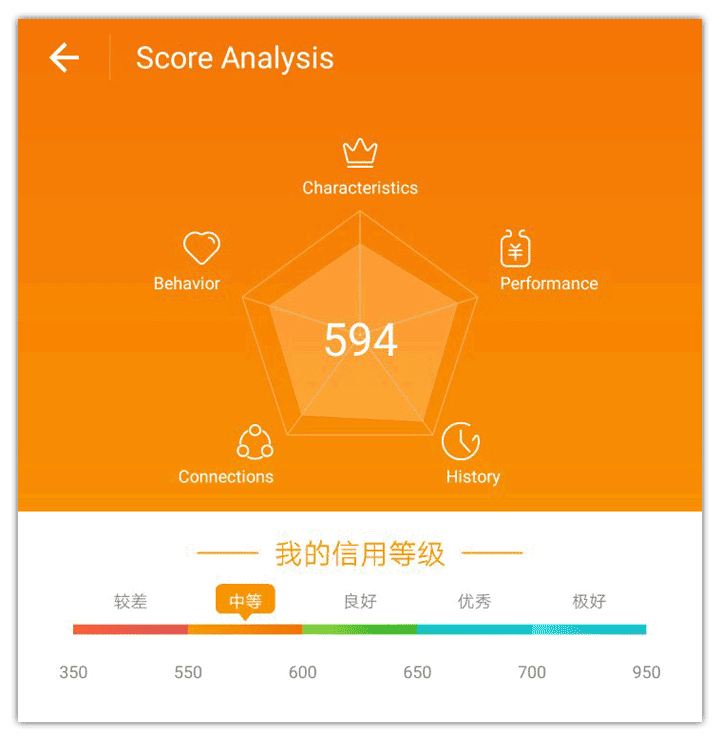 Score Analysis
Characteristics
Behavior
Performance
594
Connections
History
我的信用等级
较差 中等 良好 优秀 极好
350 550 600 650 700 950